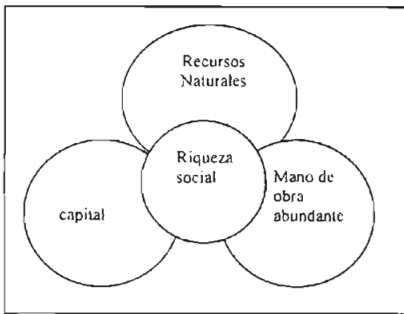 Recursos
Naturales
Riqueza
social
capital
Mano de
obra
abundante